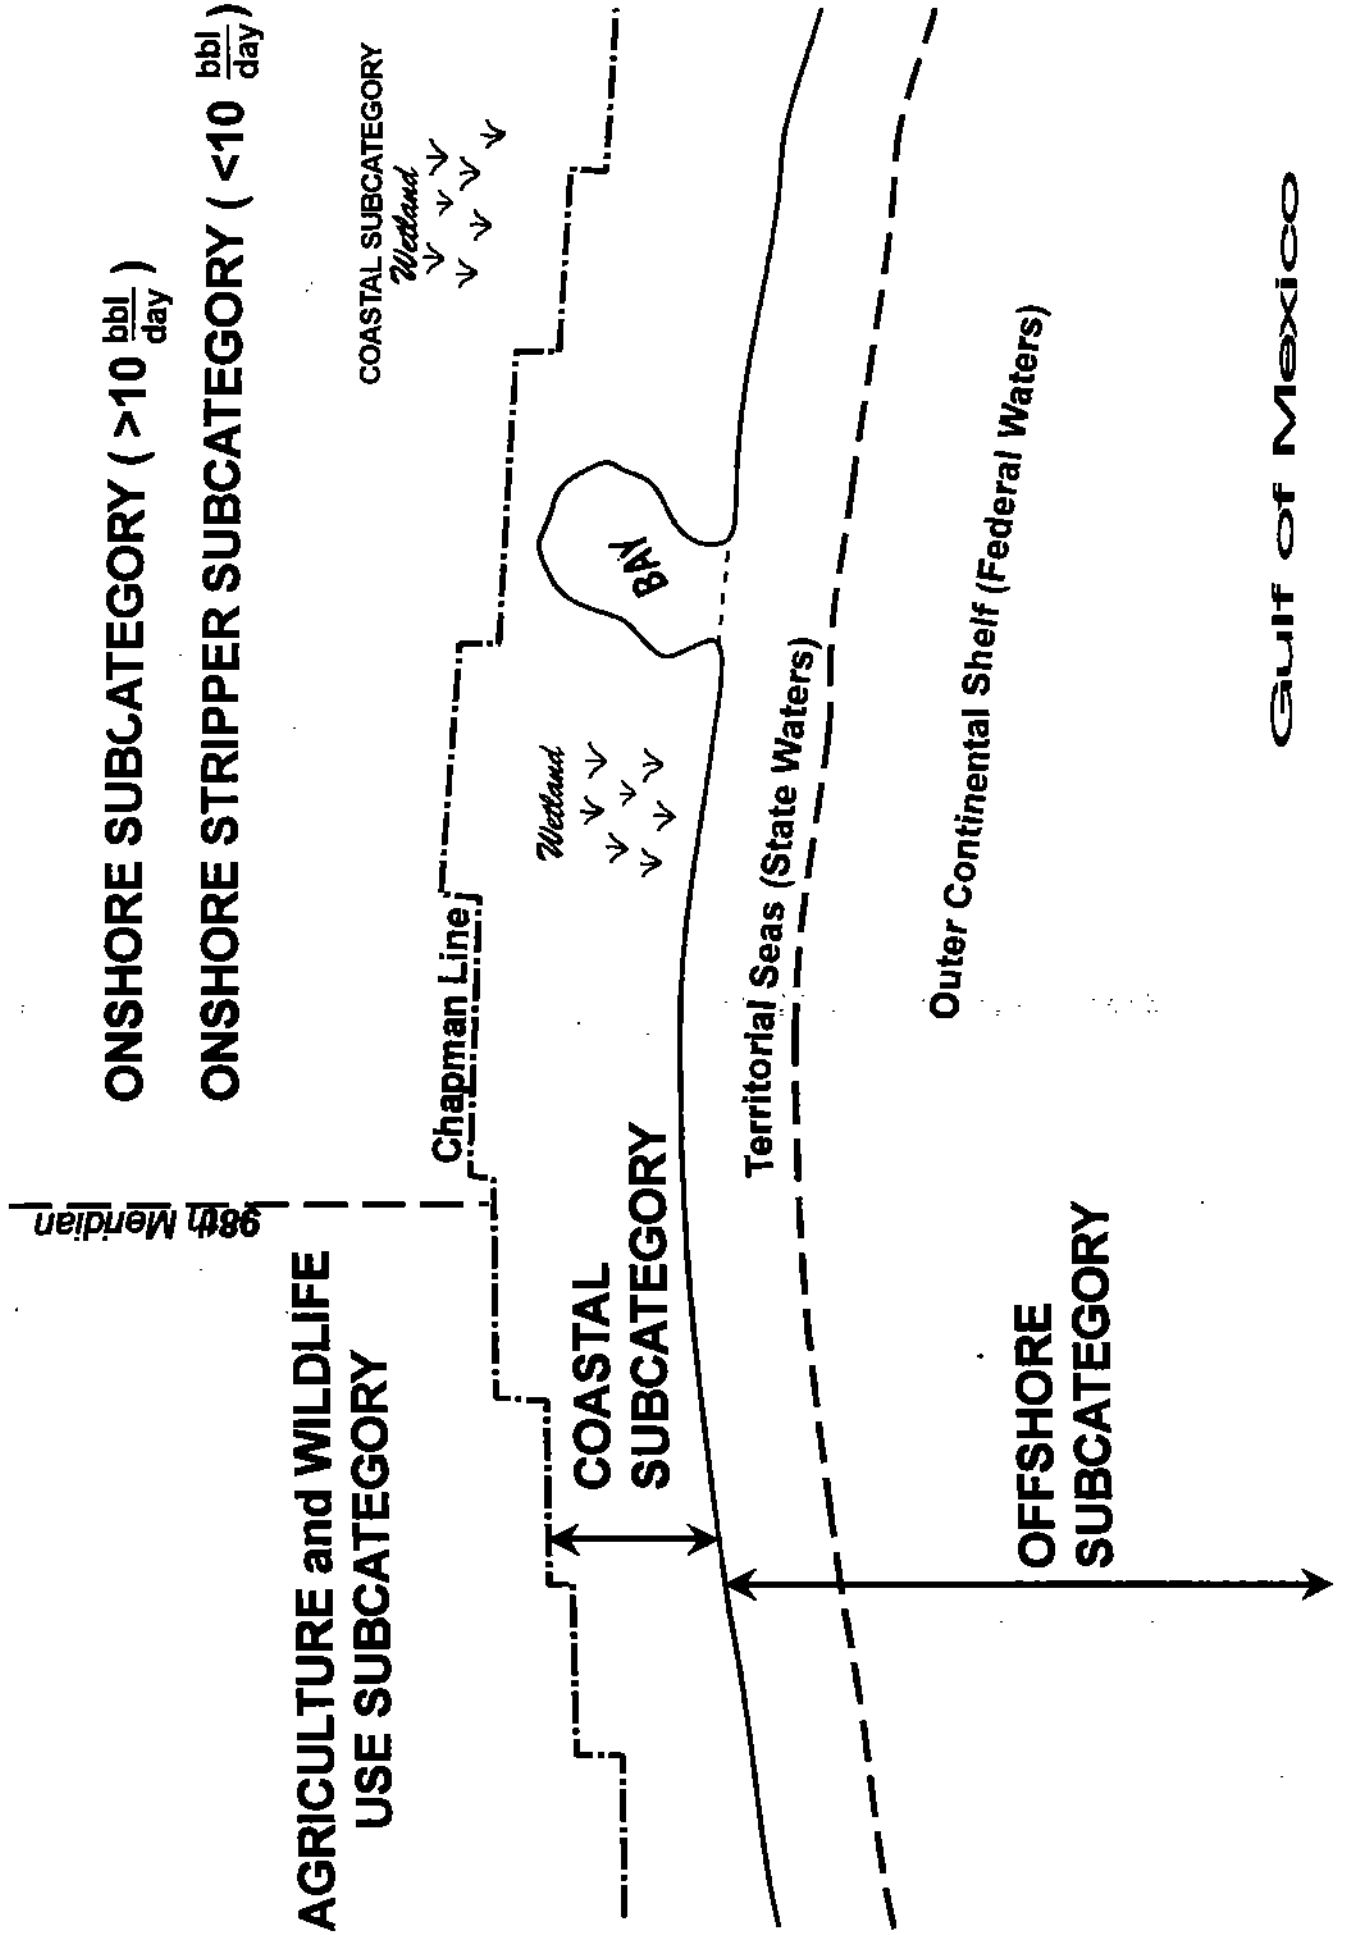 ONSHORE SUBCATEGORY ( >10 bbl/day )
ONSHORE STRIPPER SUBCATEGORY ( <10 bbl/day )
98th Meridian
AGRICULTURE and WILDLIFE
USE SUBCATEGORY
COASTAL SUBCATEGORY
Wetland
Chapman Line
Wetland
BAY
COASTAL
SUBCATEGORY
Territorial Seas (State Waters)
Outer Continental Shelf (Federal Waters)
OFFSHORE
SUBCATEGORY
Gulf of Mexico